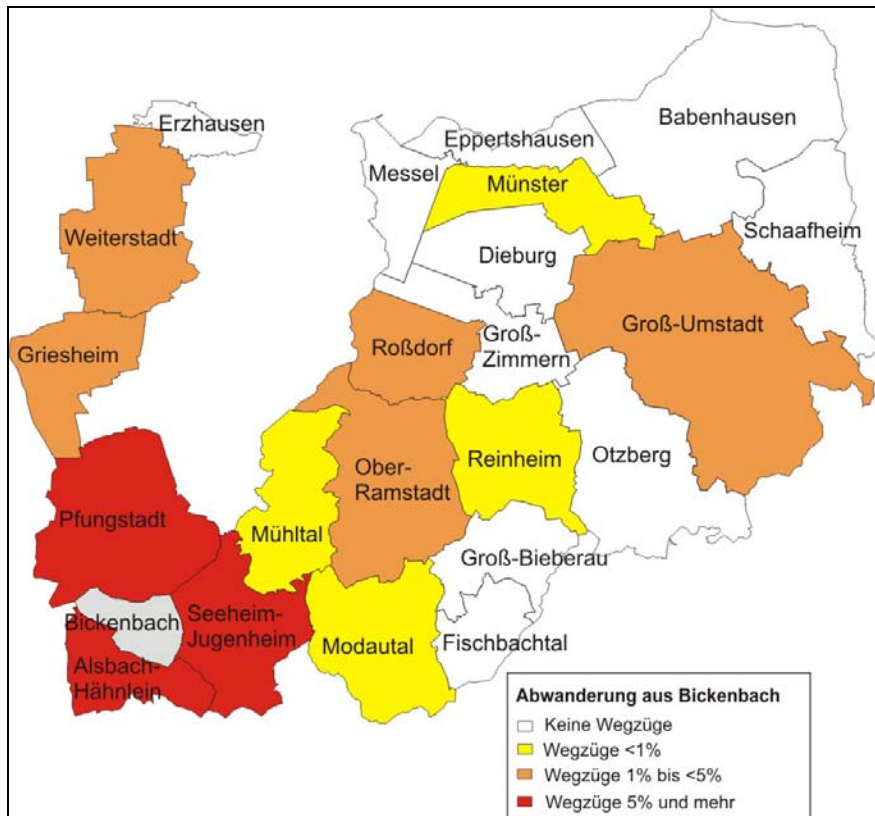 Erzhausen
Babenhausen
Eppertshausen
Messel
Münster
Schaafheim
Weiterstadt
Dieburg
Groß-Umstadt
Griesheim
Roßdorf
Groß-
Zimmern
Ober-
Ramstadt
Reinheim
Otzberg
Pfungstadt
Mühltal
Groß-Bieberau
Bickenbach
Seeheim-
Jugenheim
Modautal
Fischbachtal
Alsbach-
Hähnlein
Abwanderung aus Bickenbach
Keine Wegzüge
Wegzüge <1%
Wegzüge 1% bis <5%
Wegzüge 5% und mehr